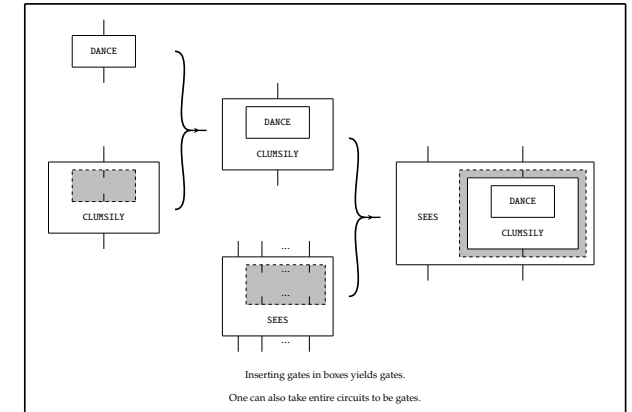 DANCE
CLUMSILY
DANCE
CLUMSILY
...
...
...
SEES
...
SEES
DANCE
CLUMSILY
Inserting gates in boxes yields gates.
One can also take entire circuits to be gates.